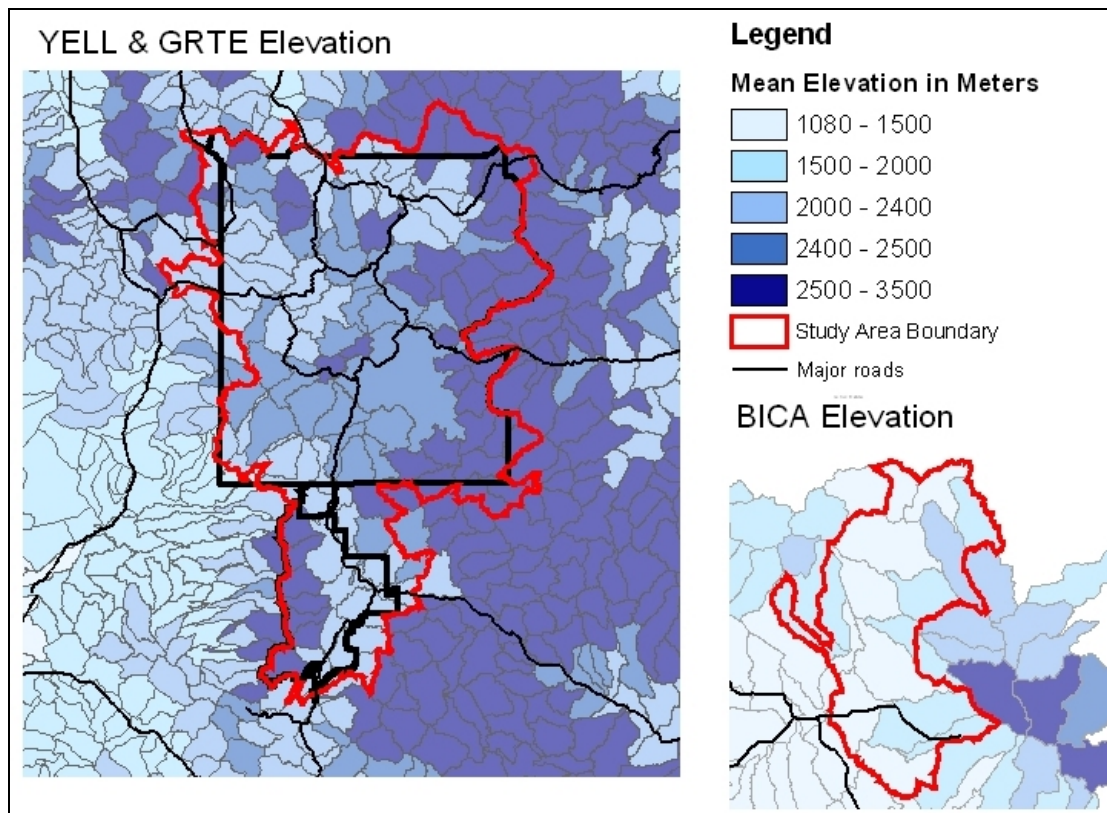 YELL & GRTE Elevation
Legend
Mean Elevation in Meters
1080 - 1500
1500 - 2000
2000 - 2400
2400 - 2500
2500 - 3500
Study Area Boundary
Major roads
BICA Elevation